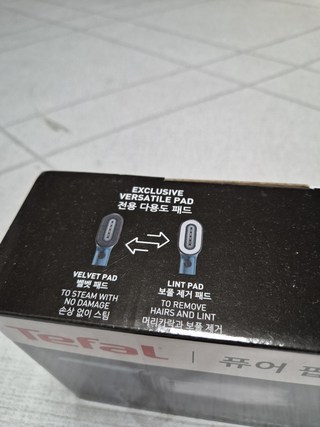 EXCLUSIVE
VERSATILE PAD
전용 다용도 패드
VELVET PAD
벨벳 패드
TO STEAM WITH
NO DAMAGE
손상 없이 스팀
LINT PAD
보풀 제거 패드
TO REMOVE
HAIRS AND LINT
머리카락과 보풀 제거
Tefal
퓨어